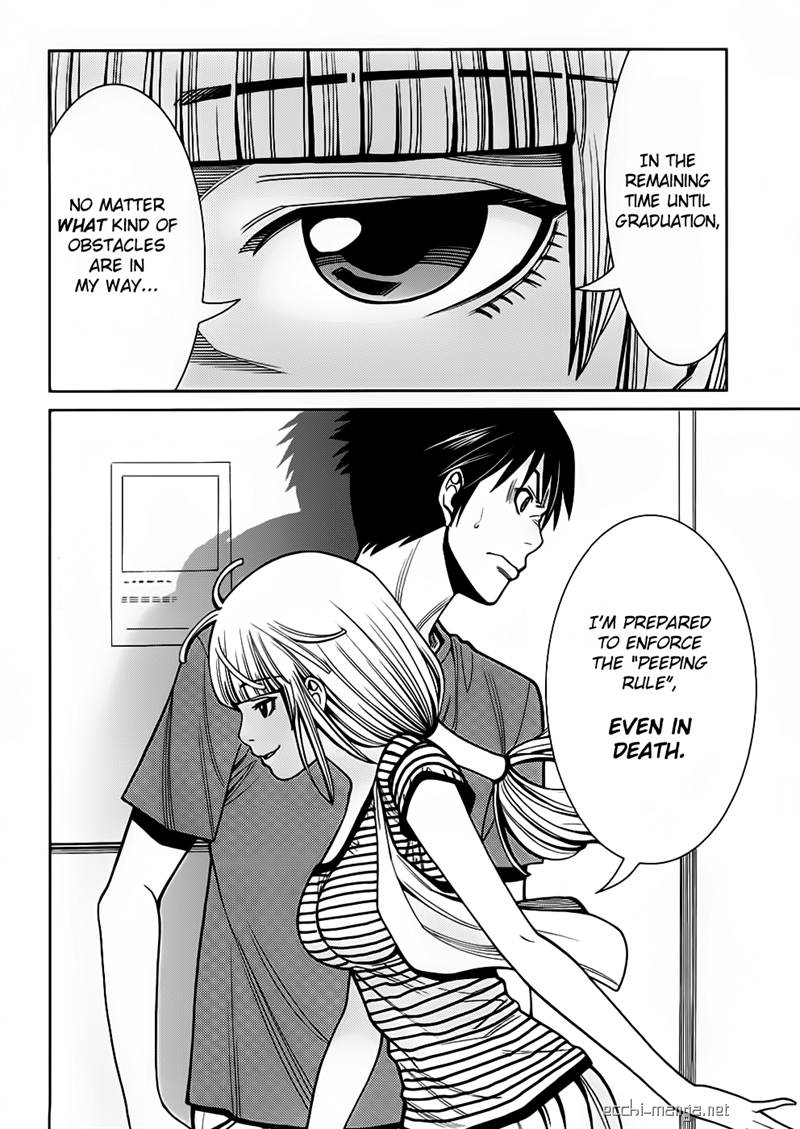 IN THE
REMAINING
TIME UNTIL
GRADUATION,
NO MATTER
WHAT KIND OF
OBSTACLES
ARE IN
MY WAY...
I'M PREPARED
TO ENFORCE
THE "PEEPING
RULE",
EVEN IN
DEATH.
ecchi-manga.net